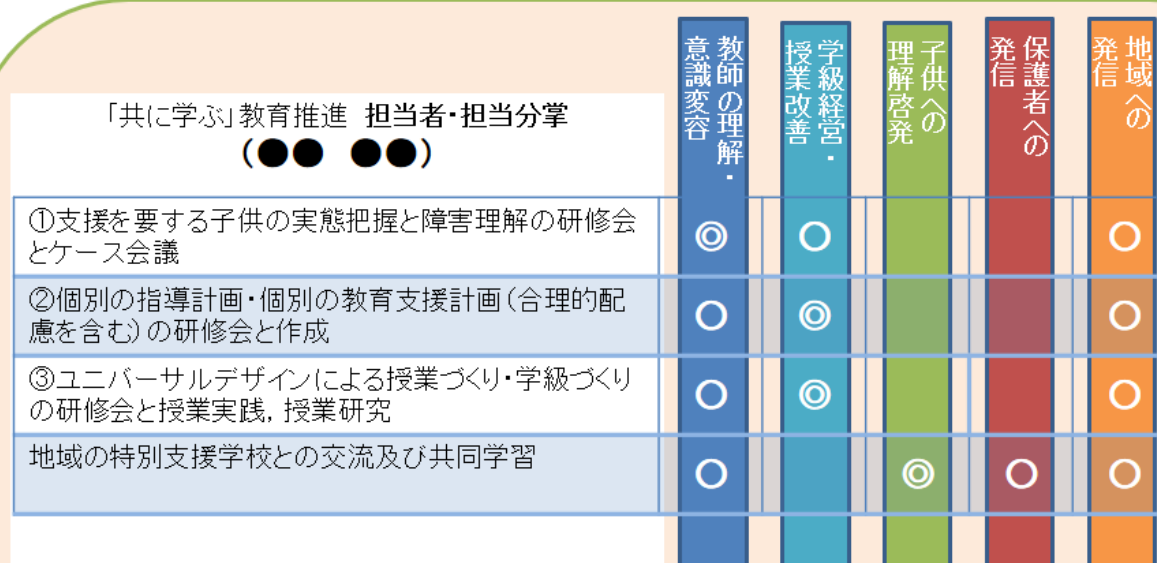 教師の理解・
意識変容
学級経営・
授業改善
子供への
理解啓発
保護者への
発信
地域への
発信
「共に学ぶ」教育推進 担当者・担当分掌
(●● ●●)
①支援を要する子供の実態把握と障害理解の研修会
とケース会議
◎ ○ ○
②個別の指導計画・個別の教育支援計画(合理的配
慮を含む)の研修会と作成
○ ◎ ○
③ユニバーサルデザインによる授業づくり・学級づくり
の研修会と授業実践,授業研究
○ ◎ ○
地域の特別支援学校との交流及び共同学習
○ ◎ ○ ○